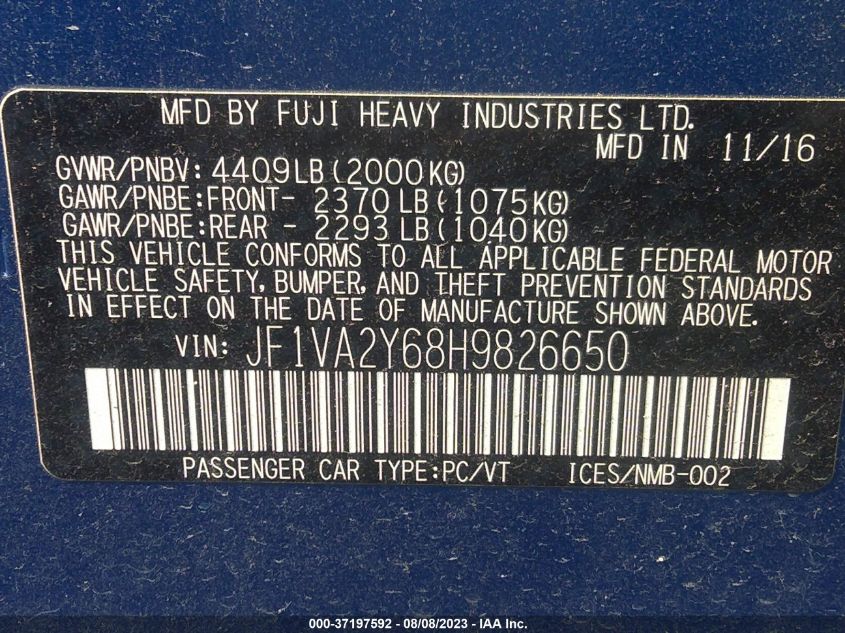 MFD BY FUJI HEAVY INDUSTRIES LTD.
MFD IN 11/16
GVWR/PNBV: 4409LB (2000KG)
GAWR/PNBE:FRONT- 2370 LB (1075KG)
GAWR/PNBE:REAR - 2293 LB (1040KG)
THIS VEHICLE CONFORMS TO ALL APPLICABLE FEDERAL MOTOR
VEHICLE SAFETY, BUMPER, AND THEFT PREVENTION STANDARDS
IN EFFECT ON THE DATE OF MANUFACTURE SHOWN ABOVE.
VIN: JF1VA2Y68H9826650
PASSENGER CAR TYPE:PC/VT ICES/NMB-002
000-37197592 - 08/08/2023 - IAA Inc.